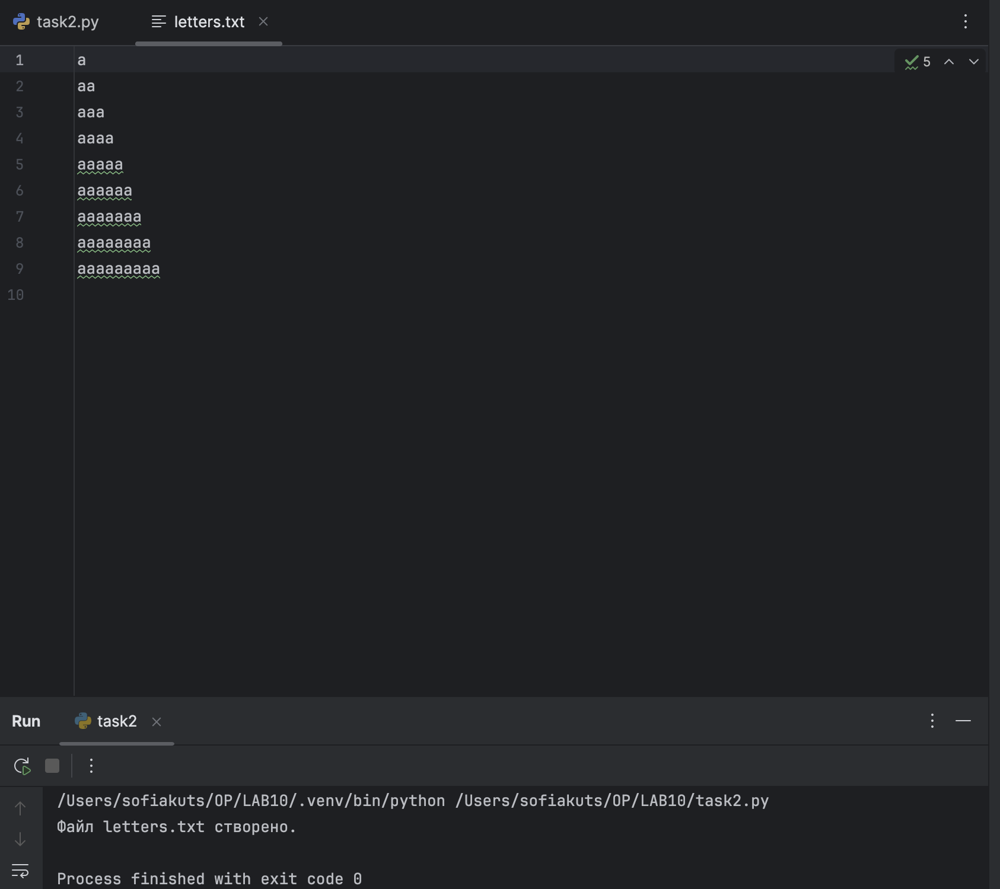 task2.py letters.txt
1 a 5
2 aa
3 aaa
4 aaaa
5 aaaaa
6 aaaaaa
7 aaaaaaa
8 aaaaaaaa
9 aaaaaaaaa
10
Run task2
/Users/sofiakuts/OP/LAB10/.venv/bin/python /Users/sofiakuts/OP/LAB10/task2.py
Файл letters.txt створено.
Process finished with exit code 0